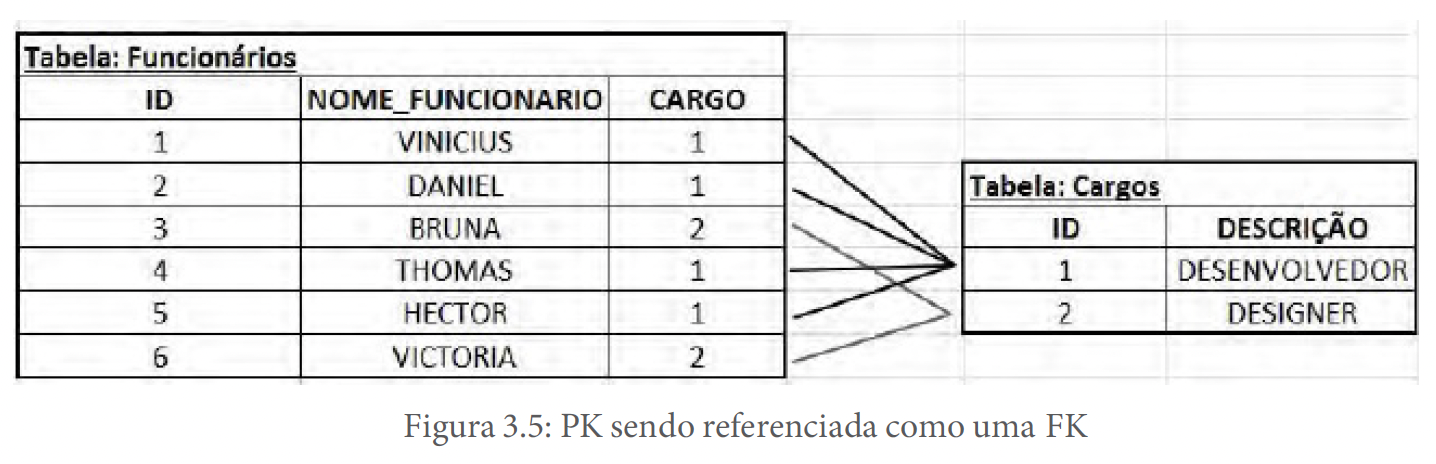 Tabela: Funcionários
ID NOME_FUNCIONARIO CARGO
1 VINICIUS 1
2 DANIEL 1
3 BRUNA 2
4 THOMAS 1
5 HECTOR 1
6 VICTORIA 2
Tabela: Cargos
ID DESCRIÇÃO
1 DESENVOLVEDOR
2 DESIGNER
Figura 3.5: PK sendo referenciada como uma FK